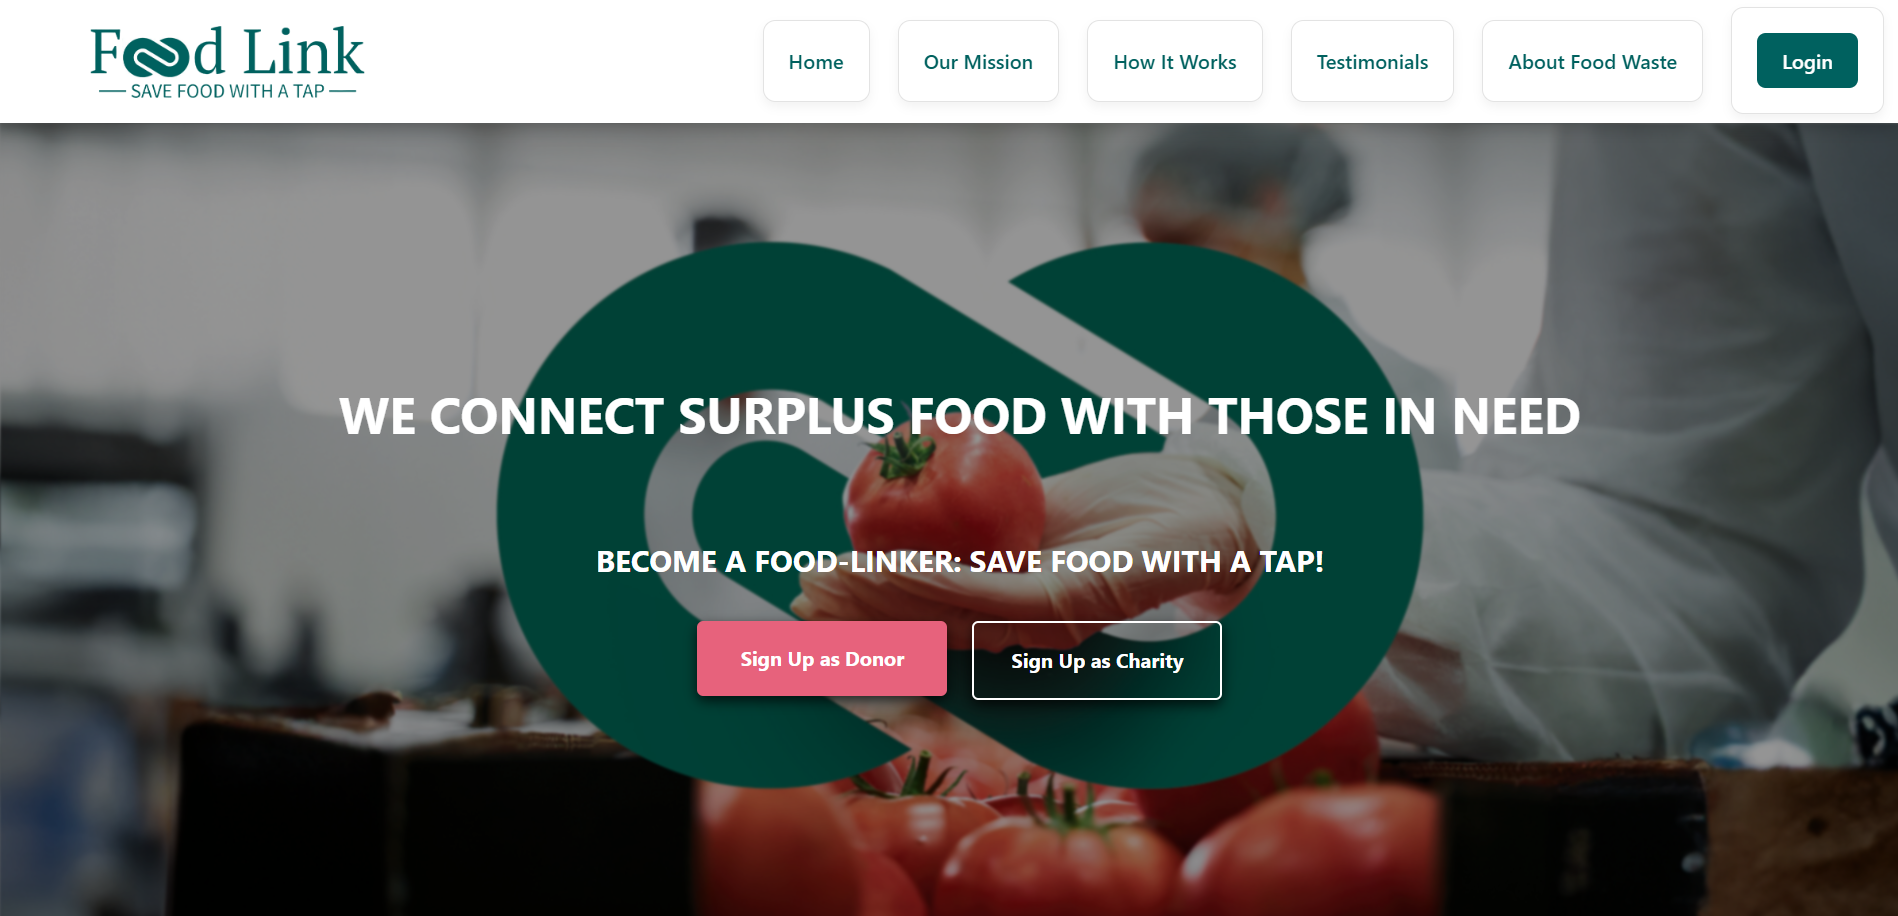 Food Link
SAVE FOOD WITH A TAP
Home
Our Mission
How It Works
Testimonials
About Food Waste
Login
WE CONNECT SURPLUS FOOD WITH THOSE IN NEED
BECOME A FOOD-LINKER: SAVE FOOD WITH A TAP!
Sign Up as Donor
Sign Up as Charity